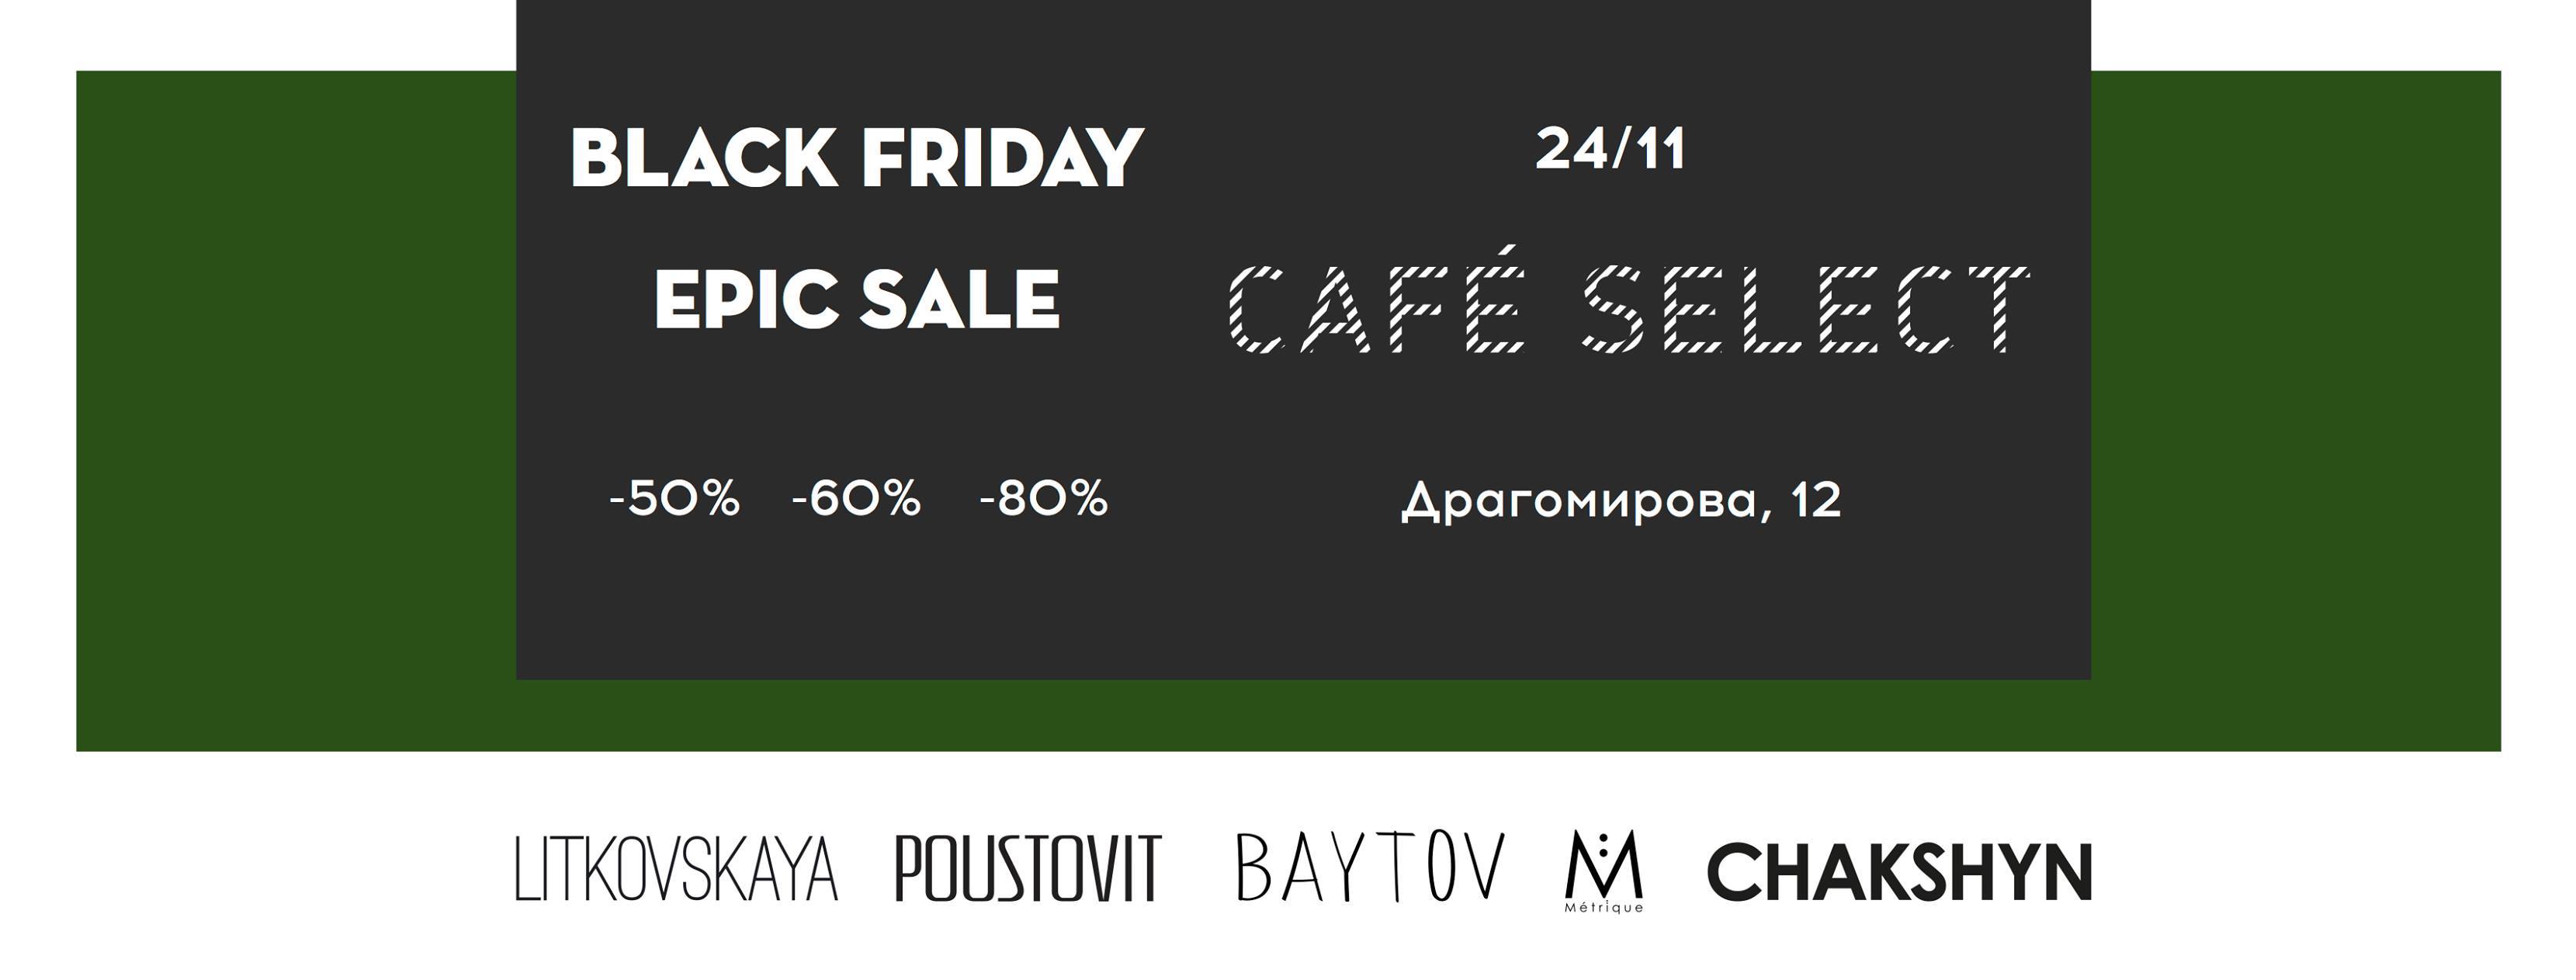 BLACK FRIDAY
EPIC SALE
-50% -60% -80%
24/11
CAFÉ SELECT
Драгомирова, 12
LITKOVSKAYA
POUSTOVIT
BAYTOV
M
Métrique
CHAKSHYN